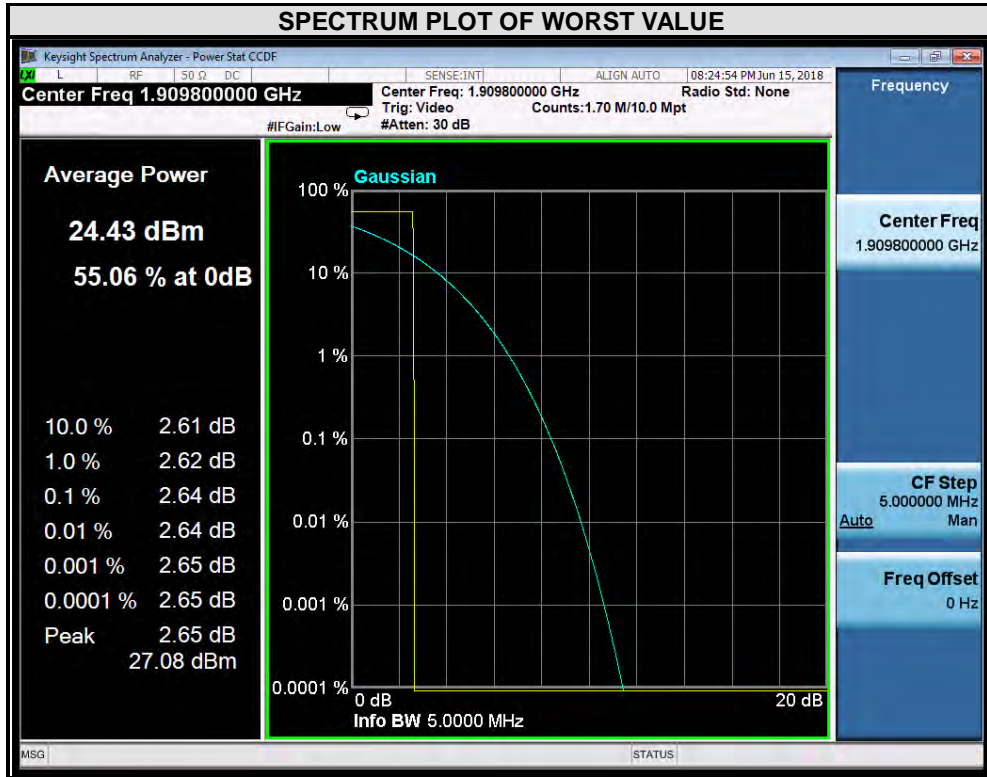 SPECTRUM PLOT OF WORST VALUE
Keysight Spectrum Analyzer - Power Stat CCDF
LXI L RF 50 Ω DC SENSE:INT ALIGN AUTO 08:24:54 PM Jun 15, 2018
Center Freq 1.909800000 GHz
Center Freq: 1.909800000 GHz Radio Std: None
Trig: Video Counts:1.70 M/10.0 Mpt
#IFGain:Low #Atten: 30 dB
Average Power
24.43 dBm
55.06 % at 0dB
10.0 % 2.61 dB
1.0 % 2.62 dB
0.1 % 2.64 dB
0.01 % 2.64 dB
0.001 % 2.65 dB
0.0001 % 2.65 dB
Peak 2.65 dB
27.08 dBm
Gaussian
100 %
10 %
1 %
0.1 %
0.01 %
0.001 %
0.0001 %
0 dB 20 dB
Info BW 5.0000 MHz
Frequency
Center Freq
1.909800000 GHz
CF Step
5.000000 MHz
Auto Man
Freq Offset
0 Hz
MSG STATUS